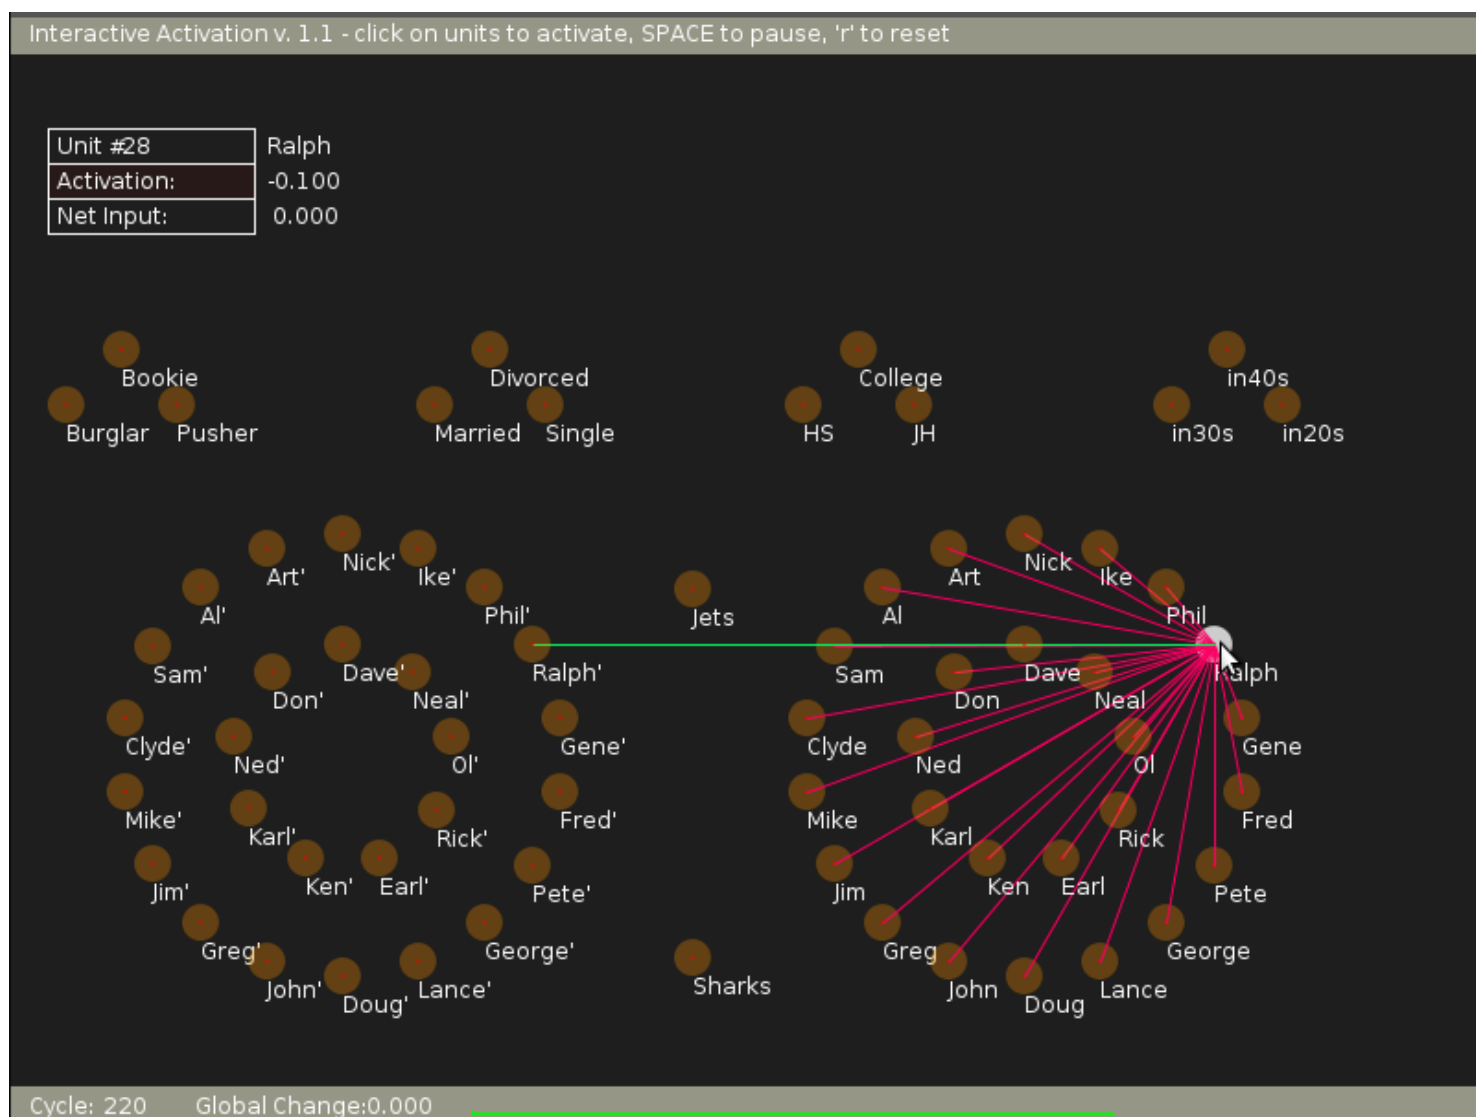 Interactive Activation v. 1.1 - click on units to activate, SPACE to pause, 'r' to reset
Unit #28 Ralph
Activation: -0.100
Net Input: 0.000
Bookie Divorced College in40s
Burglar Pusher Married Single HS JH in30s in20s
Nick' Nick
Art' Ike' Art Ike
Al' Phil' Jets Al Phil
Sam' Dave' Ralph' Sam Dave Ralph
Don' Neal' Don Neal
Clyde' Gene' Clyde Gene
Ned' Ol' Ned Ol
Mike' Fred' Mike Fred
Karl' Rick' Karl Rick
Jim' Ken' Earl' Pete' Jim Ken Earl Pete
Greg' George' Greg George
John' Lance' Sharks John Lance
Doug' Doug
Cycle: 220 Global Change:0.000